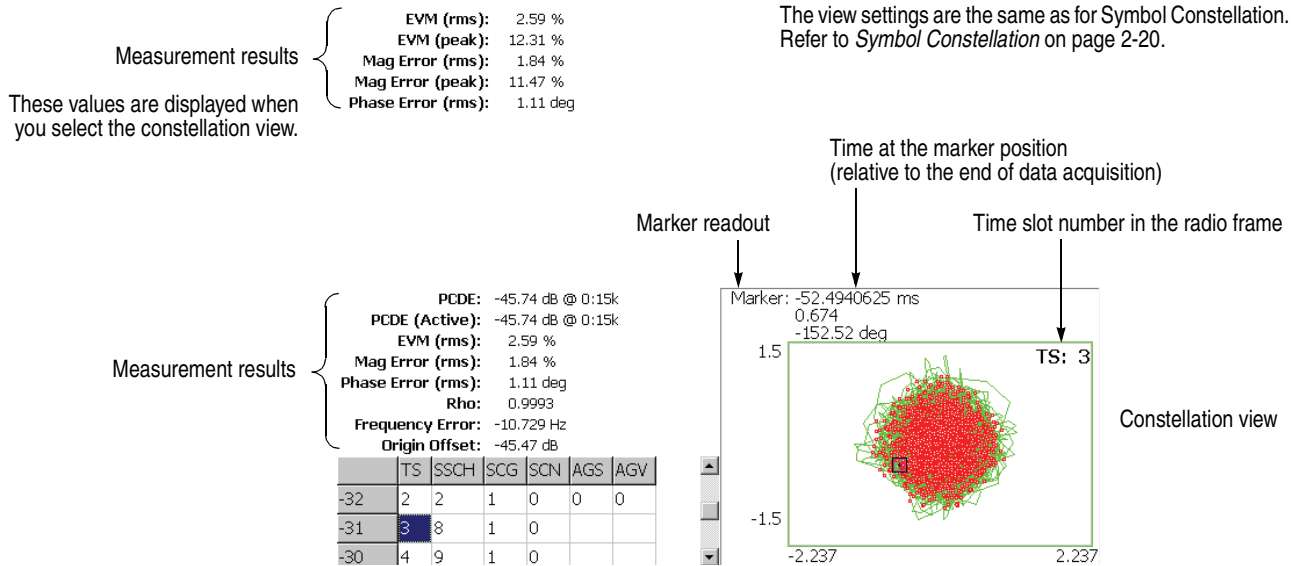 EVM (rms): 2.59 %
EVM (peak): 12.31 %
Mag Error (rms): 1.84 %
Mag Error (peak): 11.47 %
Phase Error (rms): 1.11 deg
Measurement results
These values are displayed when
you select the constellation view.
The view settings are the same as for Symbol Constellation.
Refer to Symbol Constellation on page 2-20.
Time at the marker position
(relative to the end of data acquisition)
Marker readout
Time slot number in the radio frame
Measurement results
PCDE: -45.74 dB @ 0:15k
PCDE (Active): -45.74 dB @ 0:15k
EVM (rms): 2.59 %
Mag Error (rms): 1.84 %
Phase Error (rms): 1.11 deg
Rho: 0.9993
Frequency Error: -10.729 Hz
Origin Offset: -45.47 dB
TS SSCH SCG SCN AGS AGV
-32 2 2 1 0 0 0
-31 3 8 1 0
-30 4 9 1 0
Marker: -52.4940625 ms
0.674
-152.52 deg
1.5
TS: 3
-1.5
-2.237 2.237
Constellation view